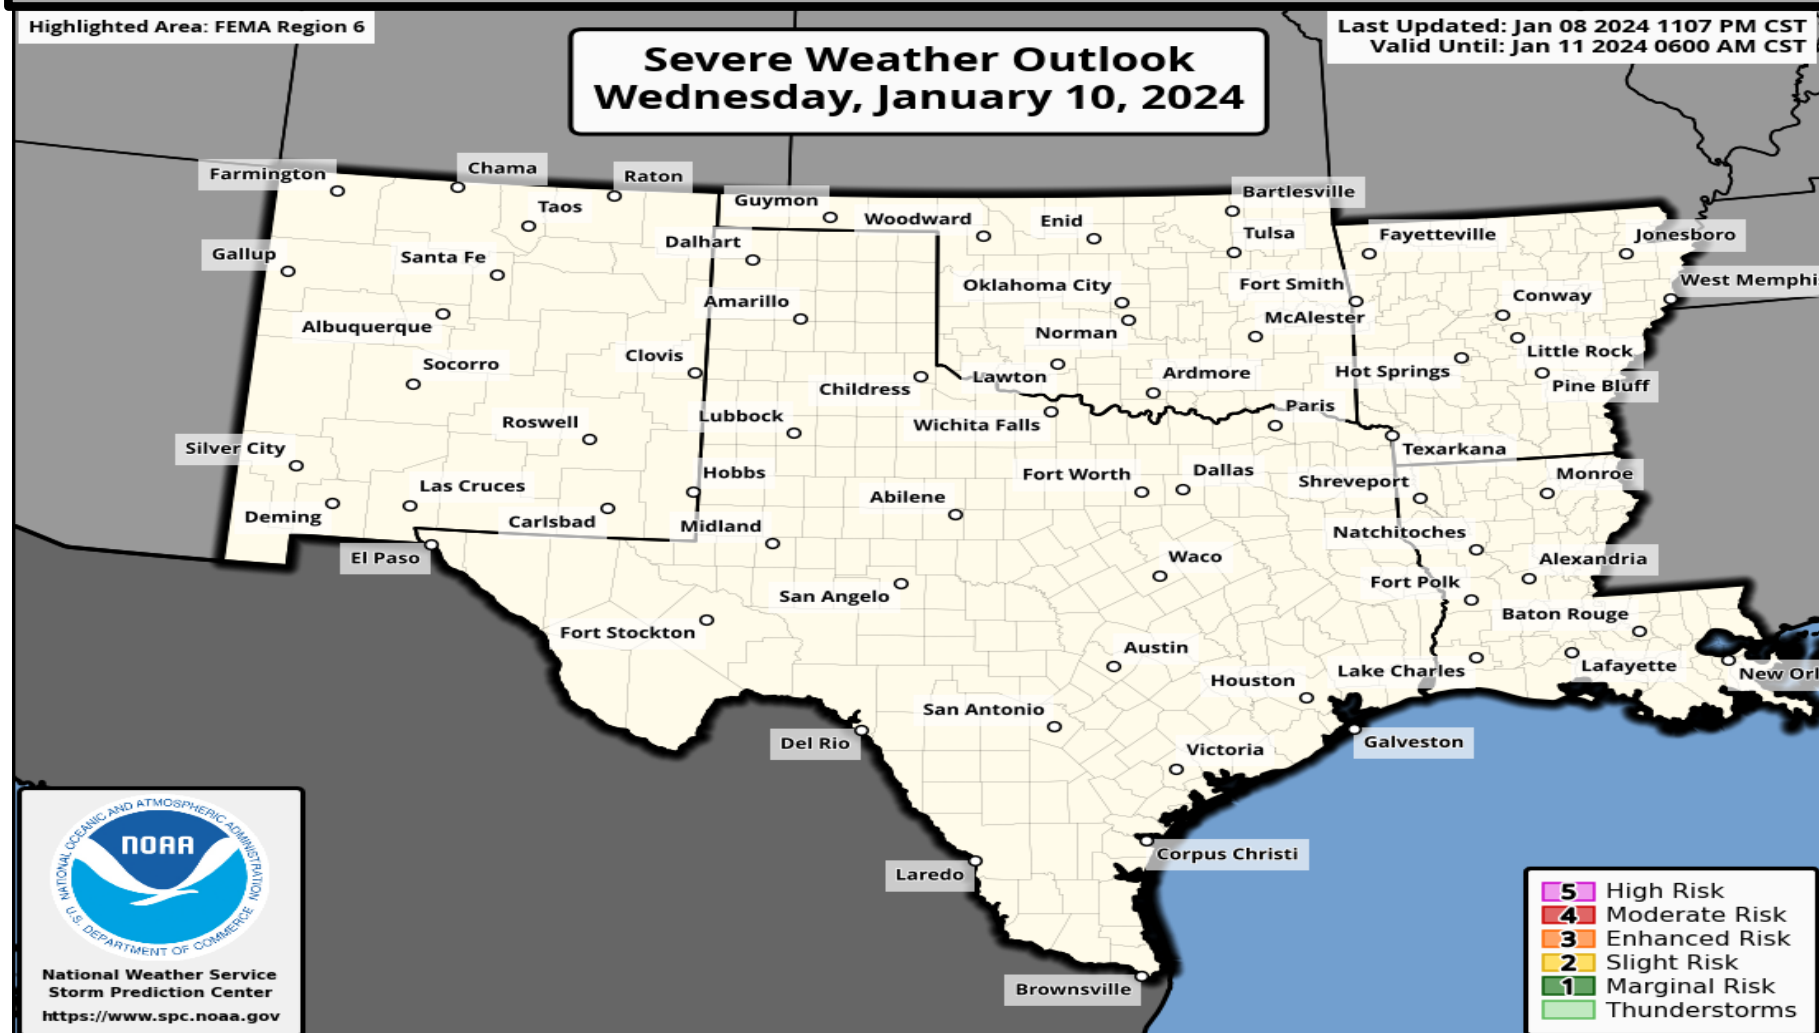 Highlighted Area: FEMA Region 6
Severe Weather Outlook
Wednesday, January 10, 2024
Last Updated: Jan 08 2024 1107 PM CST
Valid Until: Jan 11 2024 0600 AM CST
Farmington
Chama
Raton
Taos
Guymon
Woodward
Enid
Bartlesville
Gallup
Santa Fe
Dalhart
Tulsa
Fayetteville
Jonesboro
Albuquerque
Amarillo
Oklahoma City
Fort Smith
Conway
West Memphi
Norman
McAlester
Socorro
Clovis
Childress
Lawton
Ardmore
Hot Springs
Little Rock
Pine Bluff
Roswell
Lubbock
Wichita Falls
Paris
Texarkana
Silver City
Las Cruces
Hobbs
Abilene
Fort Worth
Dallas
Shreveport
Monroe
Deming
Carlsbad
Midland
Natchitoches
El Paso
San Angelo
Waco
Alexandria
Fort Polk
Fort Stockton
Baton Rouge
Austin
Houston
Lake Charles
Lafayette
New Orl
San Antonio
Del Rio
Victoria
Galveston
Laredo
Corpus Christi
Brownsville
NATIONAL OCEANIC AND ATMOSPHERIC ADMINISTRATION
NOAA
U.S. DEPARTMENT OF COMMERCE
National Weather Service
Storm Prediction Center
https://www.spc.noaa.gov
5 High Risk
4 Moderate Risk
3 Enhanced Risk
2 Slight Risk
1 Marginal Risk
Thunderstorms